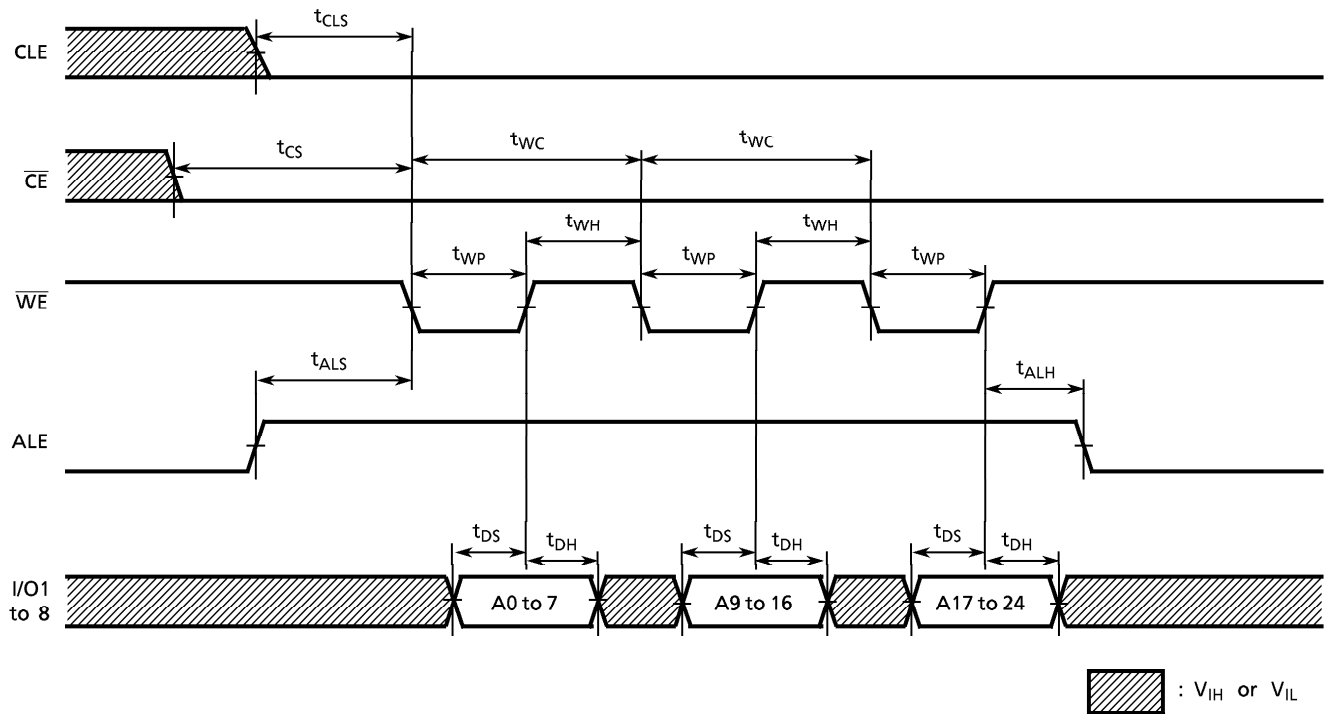 CLE
tCLS
CE
tCS
tWC
tWC
WE
tWP
tWH
tWP
tWH
tWP
ALE
tALS
tALH
I/O1
to 8
tDS
tDH
tDS
tDH
tDS
tDH
A0 to 7
A9 to 16
A17 to 24
: VIH or VIL